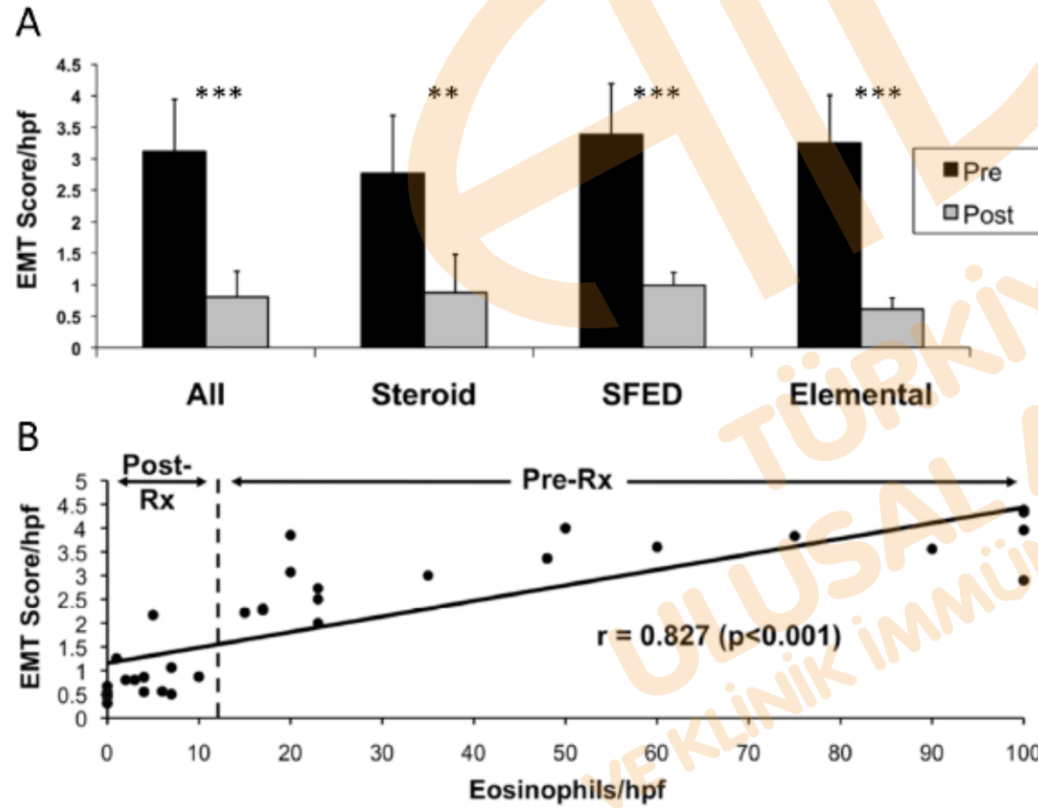 A
4.5
4
3.5
3
2.5
2
1.5
1
0.5
0
EMT Score/hpf
***
**
***
***
Pre
Post
All
Steroid
SFED
Elemental
B
Post-
Rx
Pre-Rx
5
4.5
4
3.5
3
2.5
2
1.5
1
0.5
0
EMT Score/hpf
r = 0.827 (p<0.001)
0 10 20 30 40 50 60 70 80 90 100
Eosinophils/hpf
TÜRKİY
ULUSAL A
VE KLİNİK İMMÜN